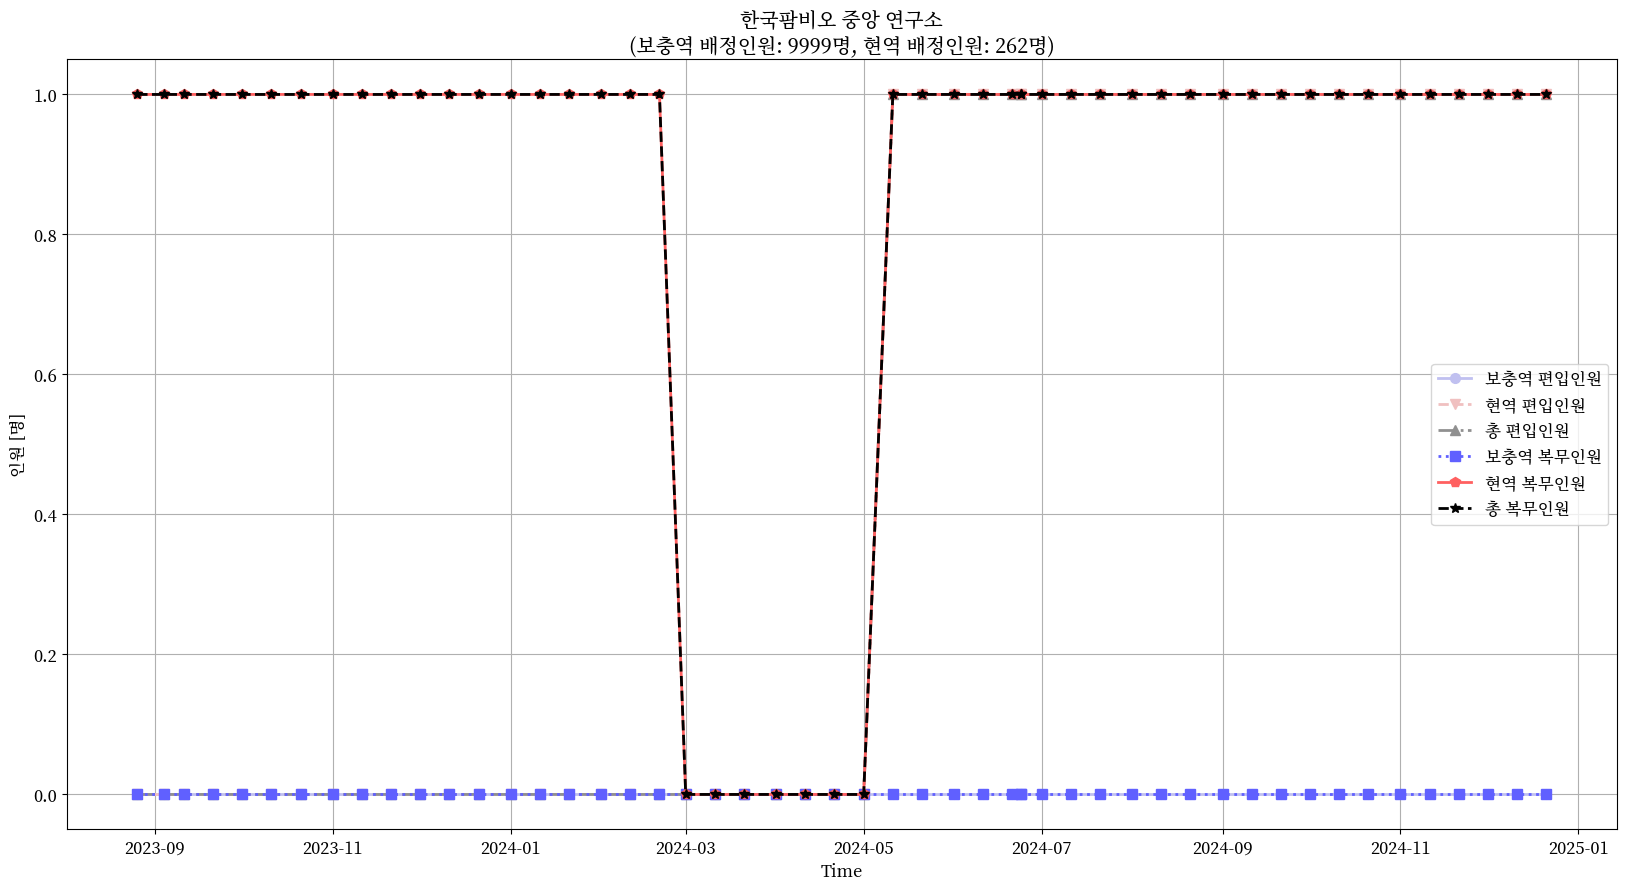 한국팜비오 중앙 연구소
(보충역 배정인원: 9999명, 현역 배정인원: 262명)
1.0
0.8
0.6
0.4
0.2
0.0
인원 [명]
보충역 편입인원
현역 편입인원
총 편입인원
보충역 복무인원
현역 복무인원
총 복무인원
2023-09
2023-11
2024-01
2024-03
2024-05
2024-07
2024-09
2024-11
2025-01
Time